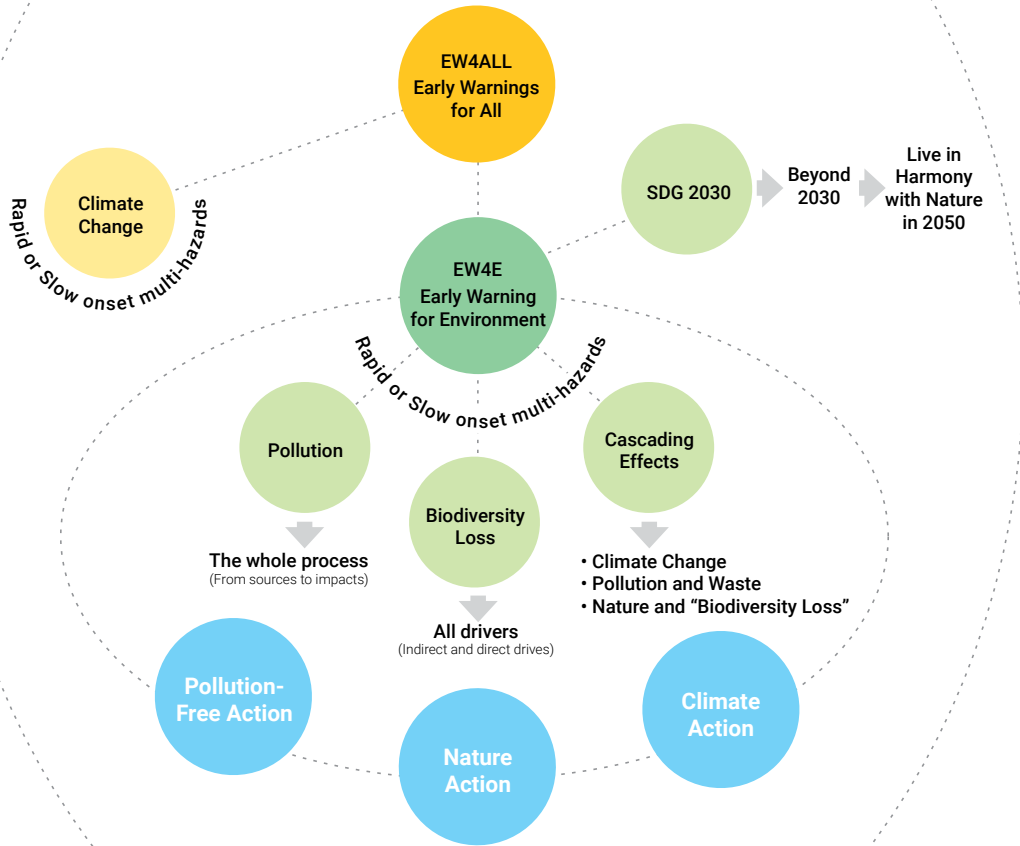 EW4ALL
Early Warnings
for All
Climate
Change
Rapid or Slow onset multi-hazards
SDG 2030
Beyond
2030
Live in
Harmony
with Nature
in 2050
EW4E
Early Warning
for Environment
Rapid or Slow onset multi-hazards
Pollution
The whole process
(From sources to impacts)
Biodiversity
Loss
All drivers
(Indirect and direct drives)
Cascading
Effects
• Climate Change
• Pollution and Waste
• Nature and “Biodiversity Loss”
Pollution-
Free Action
Nature
Action
Climate
Action